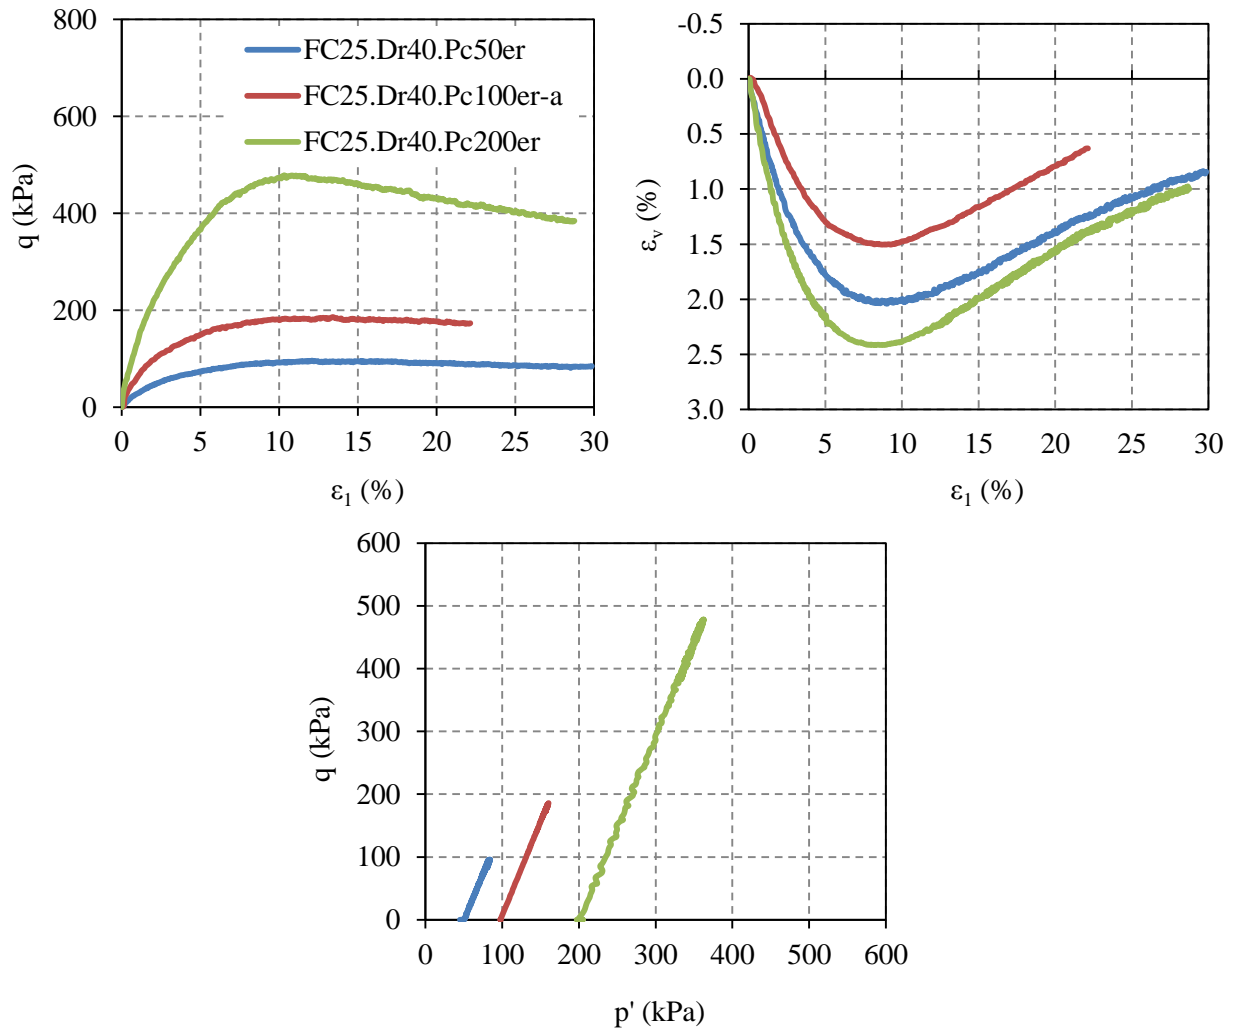 q (kPa)
800
600
400
200
0
0 5 10 15 20 25 30
ε1 (%)
FC25.Dr40.Pc50er
FC25.Dr40.Pc100er-a
FC25.Dr40.Pc200er
εv (%)
-0.5
0.0
0.5
1.0
1.5
2.0
2.5
3.0
0 5 10 15 20 25 30
ε1 (%)
q (kPa)
600
500
400
300
200
100
0
0 100 200 300 400 500 600
p' (kPa)